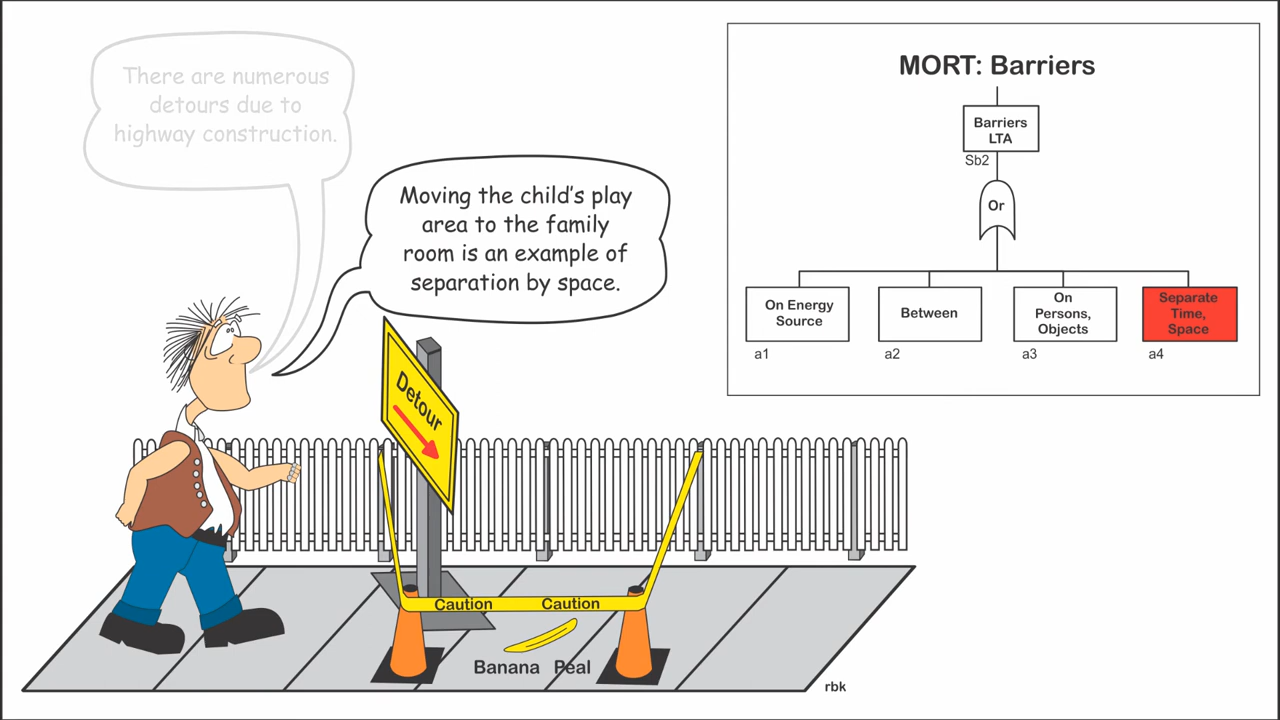 There are numerous
detours due to
highway construction.
Moving the child's play
area to the family
room is an example of
separation by space.
MORT: Barriers
Barriers
LTA
Sb2
Or
On Energy
Source
a1
Between
a2
On
Persons,
Objects
a3
Separate
Time,
Space
a4
Detour
Caution Caution
Banana Peal
rbk